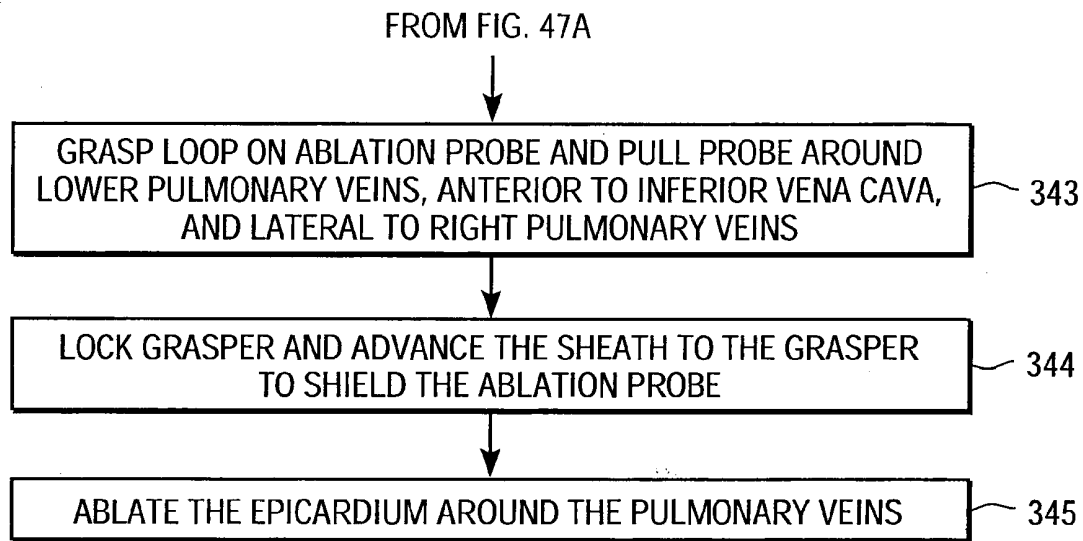 FROM FIG. 47A
GRASP LOOP ON ABLATION PROBE AND PULL PROBE AROUND
LOWER PULMONARY VEINS, ANTERIOR TO INFERIOR VENA CAVA,
AND LATERAL TO RIGHT PULMONARY VEINS
343
LOCK GRASPER AND ADVANCE THE SHEATH TO THE GRASPER
TO SHIELD THE ABLATION PROBE
344
ABLATE THE EPICARDIUM AROUND THE PULMONARY VEINS
345